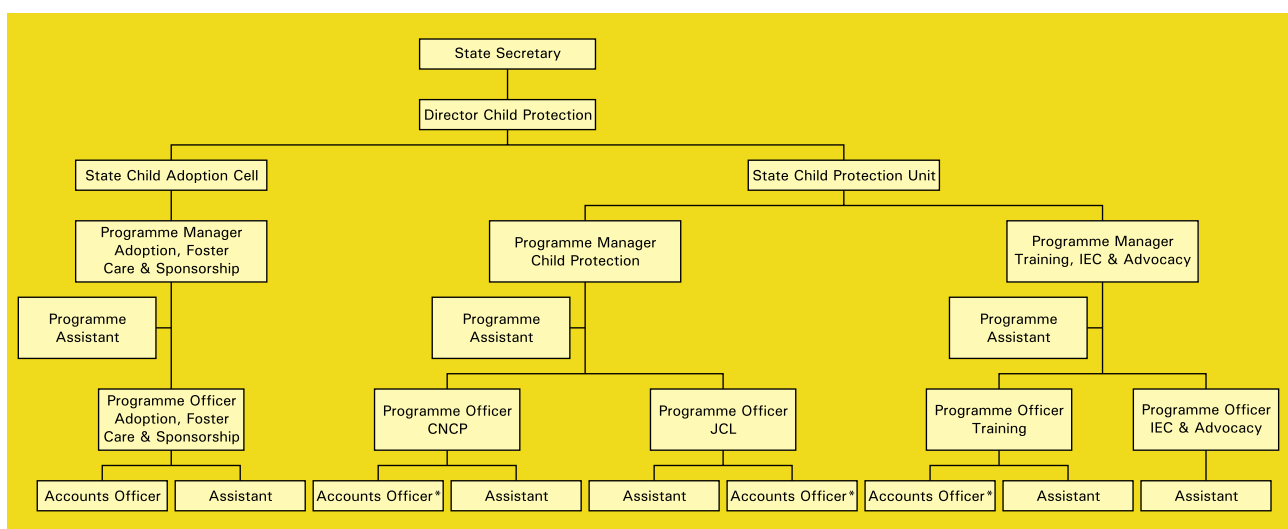 State Secretary
Director Child Protection
State Child Adoption Cell
State Child Protection Unit
Programme Manager
Adoption, Foster
Care & Sponsorship
Programme Manager
Child Protection
Programme Manager
Training, IEC & Advocacy
Programme
Assistant
Programme
Assistant
Programme
Assistant
Programme Officer
Adoption, Foster
Care & Sponsorship
Programme Officer
CNCP
Programme Officer
JCL
Programme Officer
Training
Programme Officer
IEC & Advocacy
Accounts Officer
Assistant
Accounts Officer*
Assistant
Assistant
Accounts Officer*
Accounts Officer*
Assistant
Assistant